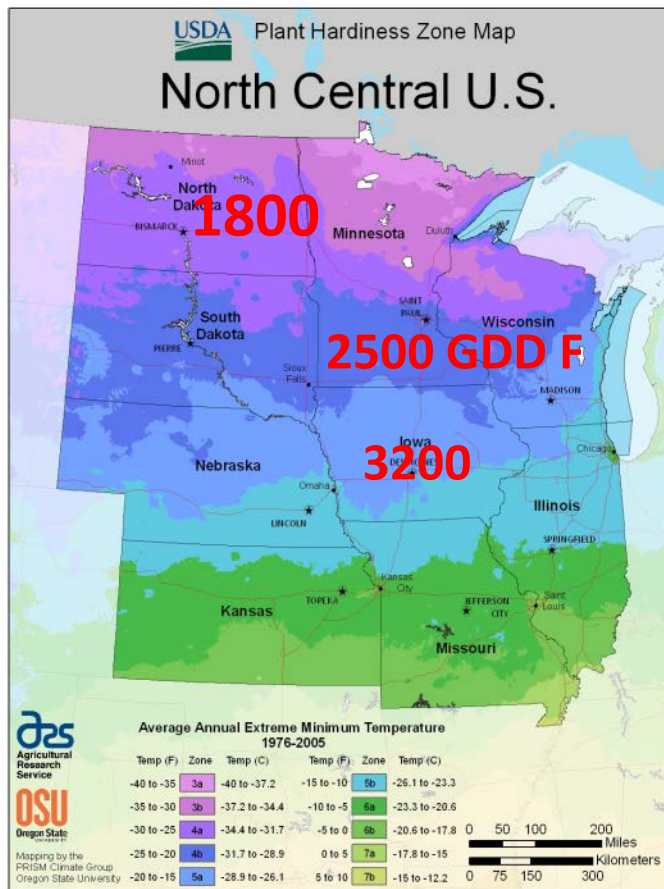 USDA Plant Hardiness Zone Map
North Central U.S.
Minot
North
Dakota
1800
BISMARCK
Minnesota
Duluth
South
Dakota
PIERRE
SAINT
PAUL
Wisconsin
2500 GDD F
Sioux
Falls
MADISON
Iowa
3200
Chicago
Nebraska
Omaha
LINCOLN
Illinois
SPRINGFIELD
Kansas
City
TOPEKA
Kansas
JEFFERSON
CITY
Saint
Louis
Missouri
ars
Agricultural
Research
Service
OSU
Oregon State
UNIVERSITY
Mapping by the
PRISM Climate Group
Oregon State University
Average Annual Extreme Minimum Temperature
1976-2005
Temp (F) Zone Temp (C) Temp (F) Zone Temp (C)
-40 to -35 3a -40 to -37.2 -15 to -10 5b -26.1 to -23.3
-35 to -30 3b -37.2 to -34.4 -10 to -5 6a -23.3 to -20.6
-30 to -25 4a -34.4 to -31.7 -5 to 0 6b -20.6 to -17.8
-25 to -20 4b -31.7 to -28.9 0 to 5 7a -17.8 to -15
-20 to -15 5a -28.9 to -26.1 5 to 10 7b -15 to -12.2
0 50 100 200
Miles
Kilometers
0 75 150 300